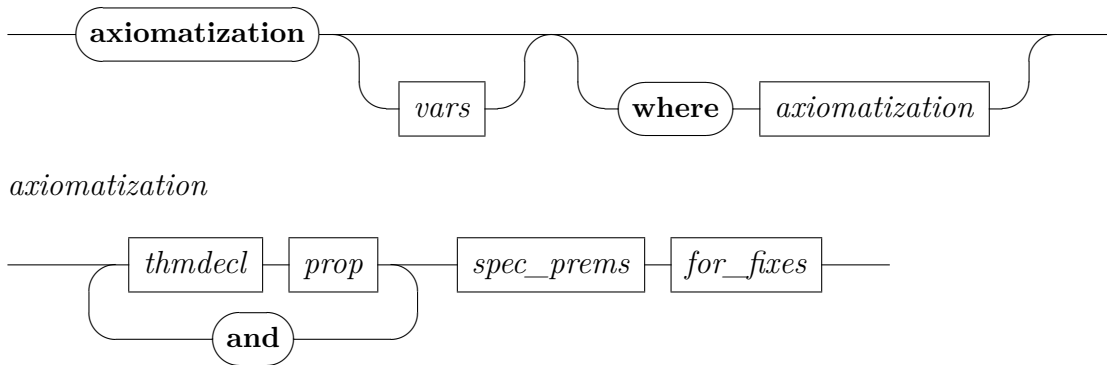 axiomatization
vars
where axiomatization
axiomatization
thmdecl prop spec_prems for_fixes
and